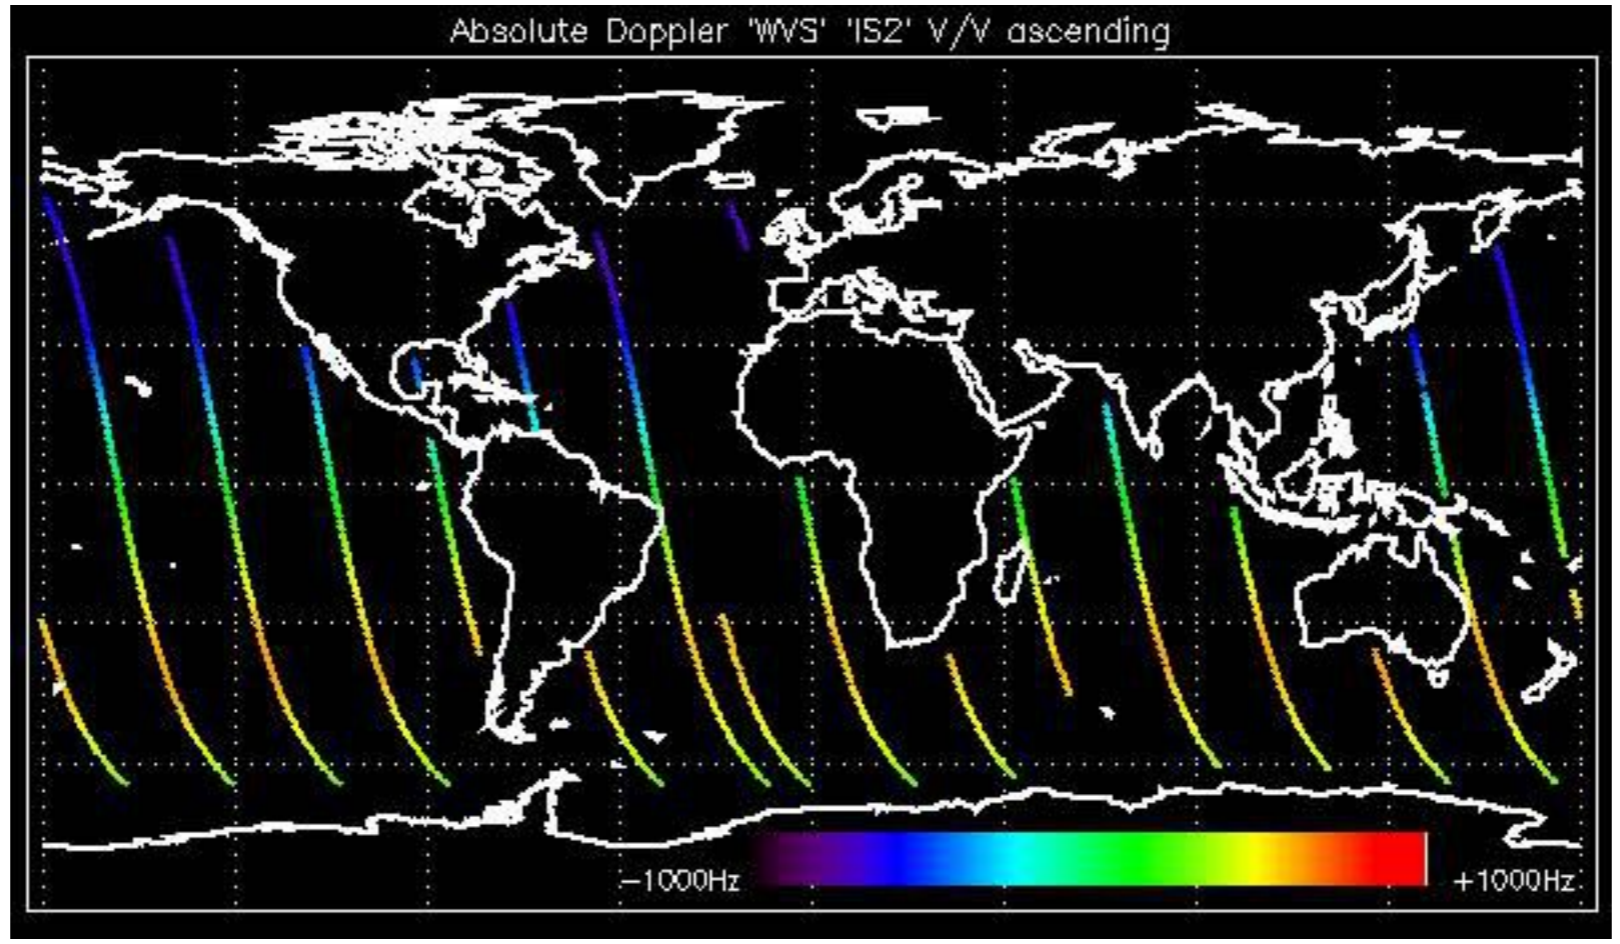 Absolute Doppler 'WVS' 'IS2' V/V ascending
−1000Hz
+1000Hz